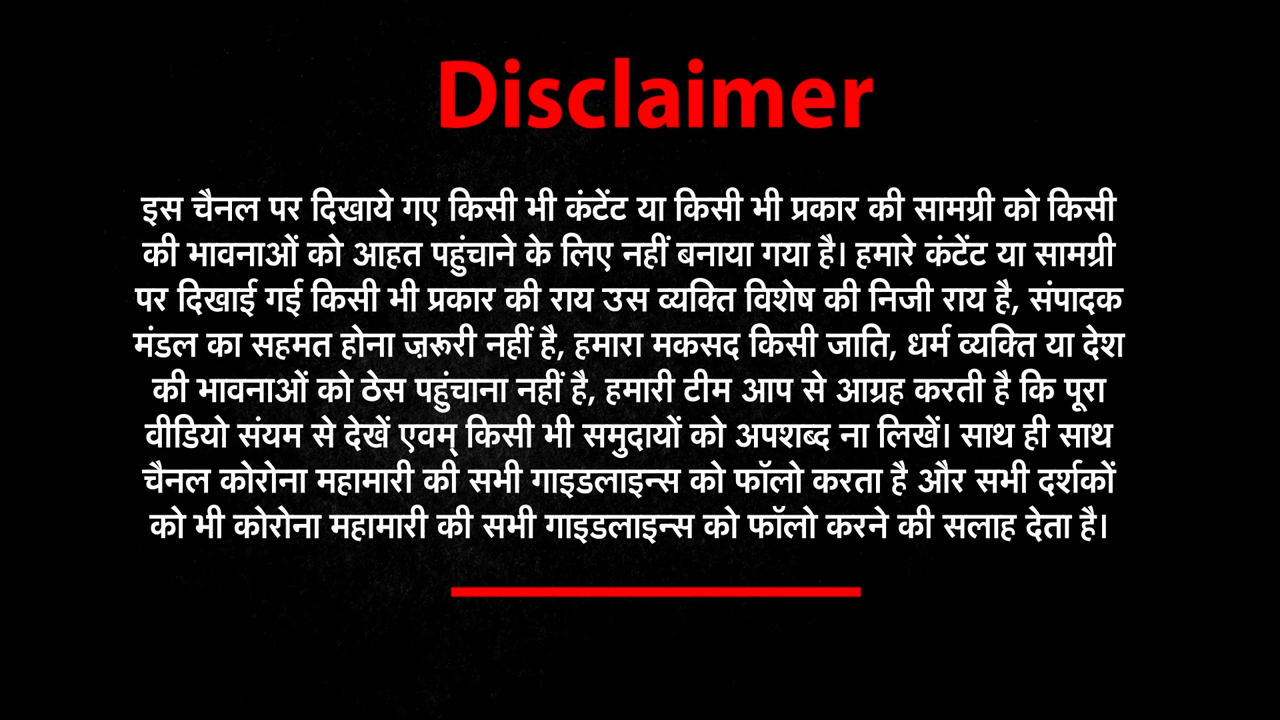 Disclaimer
इस चैनल पर दिखाये गए किसी भी कंटेंट या किसी भी प्रकार की सामग्री को किसी
की भावनाओं को आहत पहुंचाने के लिए नहीं बनाया गया है। हमारे कंटेंट या सामग्री
पर दिखाई गई किसी भी प्रकार की राय उस व्यक्ति विशेष की निजी राय है, संपादक
मंडल का सहमत होना ज़रूरी नहीं है, हमारा मकसद किसी जाति, धर्म व्यक्ति या देश
की भावनाओं को ठेस पहुंचाना नहीं है, हमारी टीम आप से आग्रह करती है कि पूरा
वीडियो संयम से देखें एवम् किसी भी समुदायों को अपशब्द ना लिखें। साथ ही साथ
चैनल कोरोना महामारी की सभी गाइडलाइन्स को फॉलो करता है और सभी दर्शकों
को भी कोरोना महामारी की सभी गाइडलाइन्स को फॉलो करने की सलाह देता है।